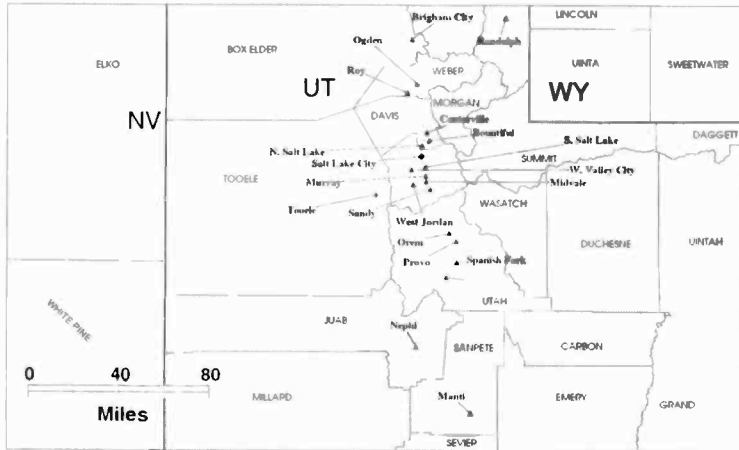 Brigham City
LINCOLN
Ogden
Randolph
ELKO
BOX ELDER
UINTA
SWEETWATER
WEBER
Roy
UT
WY
DAVIS
MORGAN
NV
Centerville
Bountiful
S. Salt Lake
DAGGETT
N. Salt Lake
Salt Lake City
SUMMIT
TOOELE
W. Valley City
Murray
Midvale
Tooele
Sandy
WASATCH
West Jordan
Orem
DUCHESNE
UINTAH
Provo
Spanish Fork
UTAH
WHITE PINE
JUAB
Nephi
SANPETE
CARBON
0 40 80
Miles
MILLARD
Manti
EMERY
GRAND
SEVIER